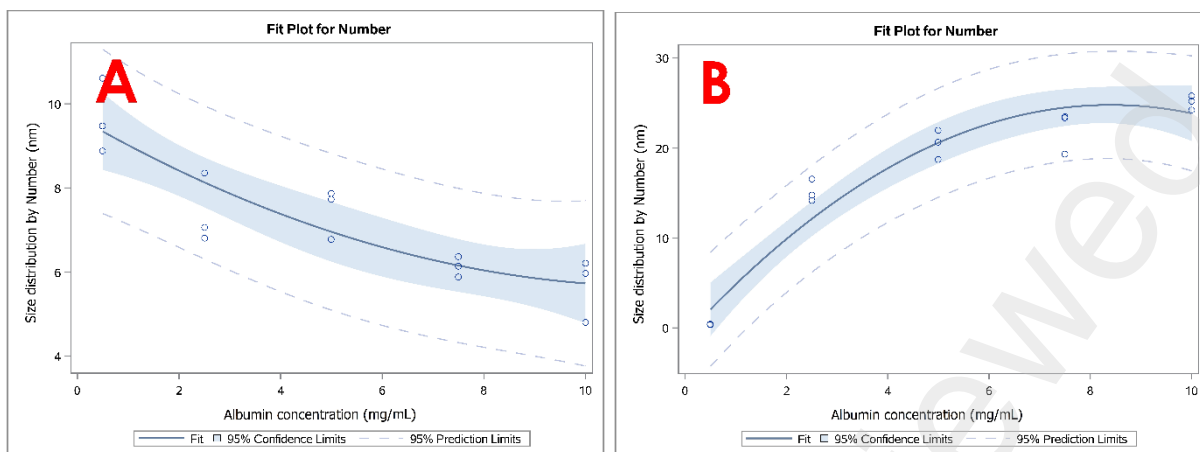 Fit Plot for Number
A
Size distribution by Number (nm)
10
8
6
4
0 2 4 6 8 10
Albumin concentration (mg/mL)
Fit 95% Confidence Limits 95% Prediction Limits
Fit Plot for Number
B
Size distribution by Number (nm)
30
20
10
0
0 2 4 6 8 10
Albumin concentration (mg/mL)
Fit 95% Confidence Limits 95% Prediction Limits
iewed